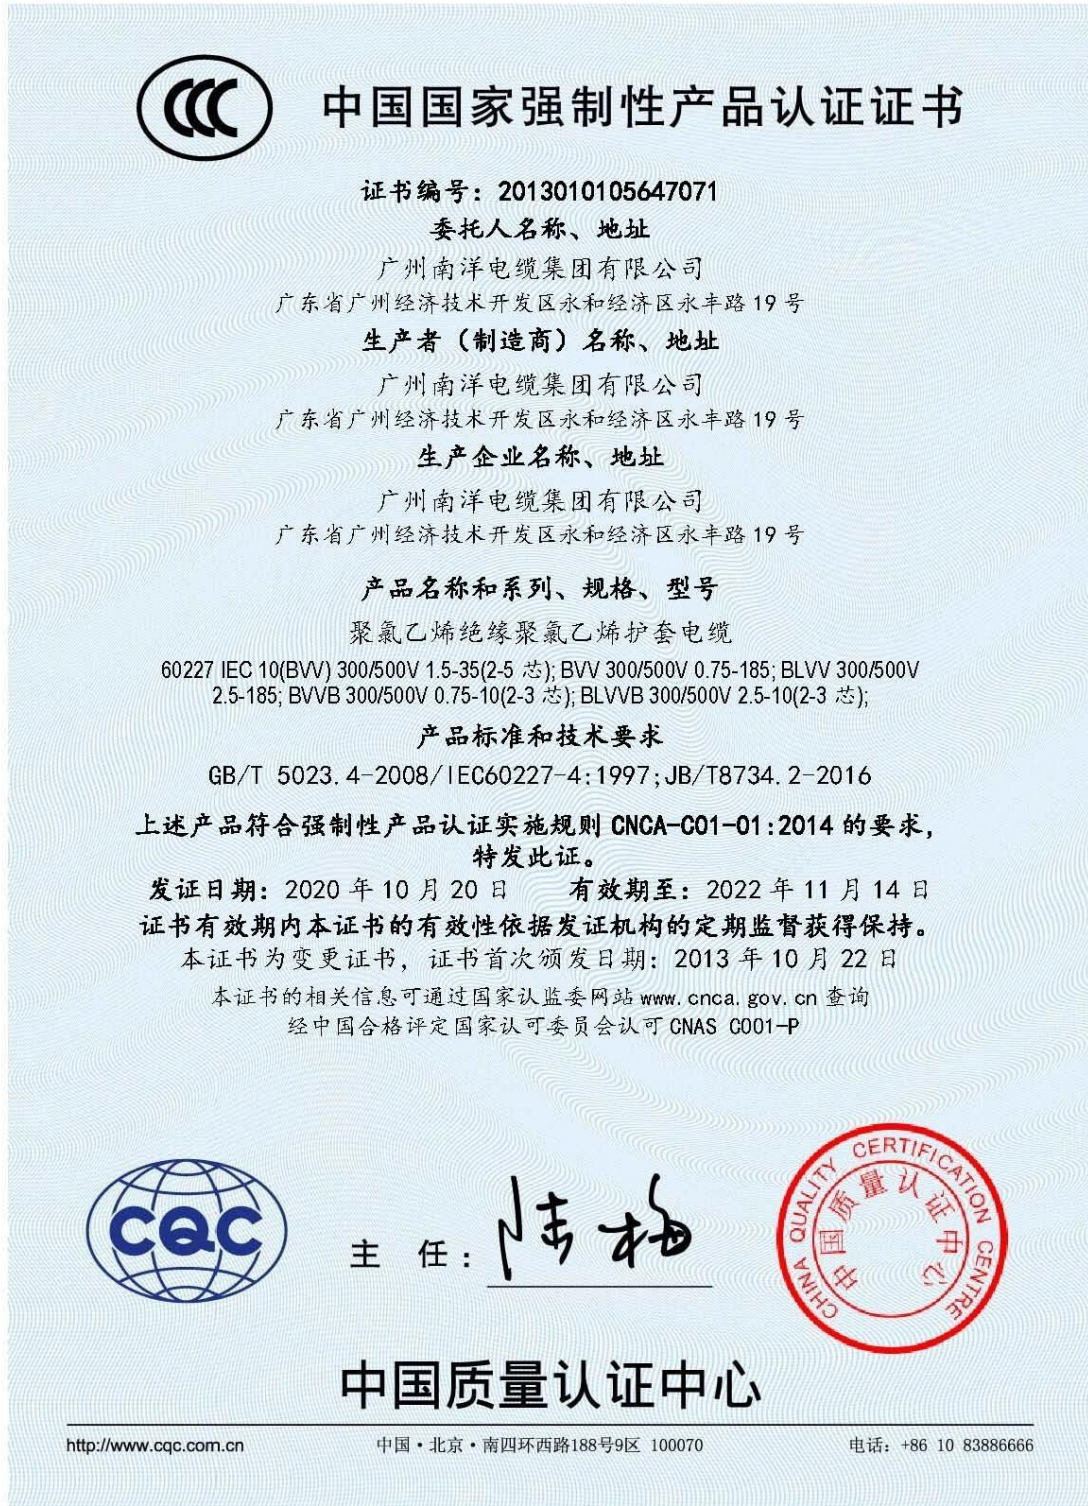 CCC
中国国家强制性产品认证证书
证书编号：2013010105647071
委托人名称、地址
广州南洋电缆集团有限公司
广东省广州经济技术开发区永和经济区永丰路 19 号
生产者（制造商）名称、地址
广州南洋电缆集团有限公司
广东省广州经济技术开发区永和经济区永丰路 19 号
生产企业名称、地址
广州南洋电缆集团有限公司
广东省广州经济技术开发区永和经济区永丰路 19 号
产品名称和系列、规格、型号
聚氯乙烯绝缘聚氯乙烯护套电缆
60227 IEC 10(BVV) 300/500V 1.5-35(2-5 芯); BVV 300/500V 0.75-185; BLVV 300/500V
2.5-185; BVVB 300/500V 0.75-10(2-3 芯); BLVVB 300/500V 2.5-10(2-3 芯);
产品标准和技术要求
GB/T 5023.4-2008/IEC60227-4:1997;JB/T8734.2-2016
上述产品符合强制性产品认证实施规则 CNCA-C01-01:2014 的要求，
特发此证。
发证日期：2020 年 10 月 20 日 有效期至：2022 年 11 月 14 日
证书有效期内本证书的有效性依据发证机构的定期监督获得保持。
本证书为变更证书，证书首次颁发日期：2013 年 10 月 22 日
本证书的相关信息可通过国家认监委网站 www.cnca.gov.cn 查询
经中国合格评定国家认可委员会认可 CNAS C001-P
CQC
主 任：陆梅
CHINA QUALITY CERTIFICATION CENTRE
中国质量认证中心
中国质量认证中心
http://www.cqc.com.cn 中国·北京·南四环西路188号9区 100070 电话：+86 10 83886666